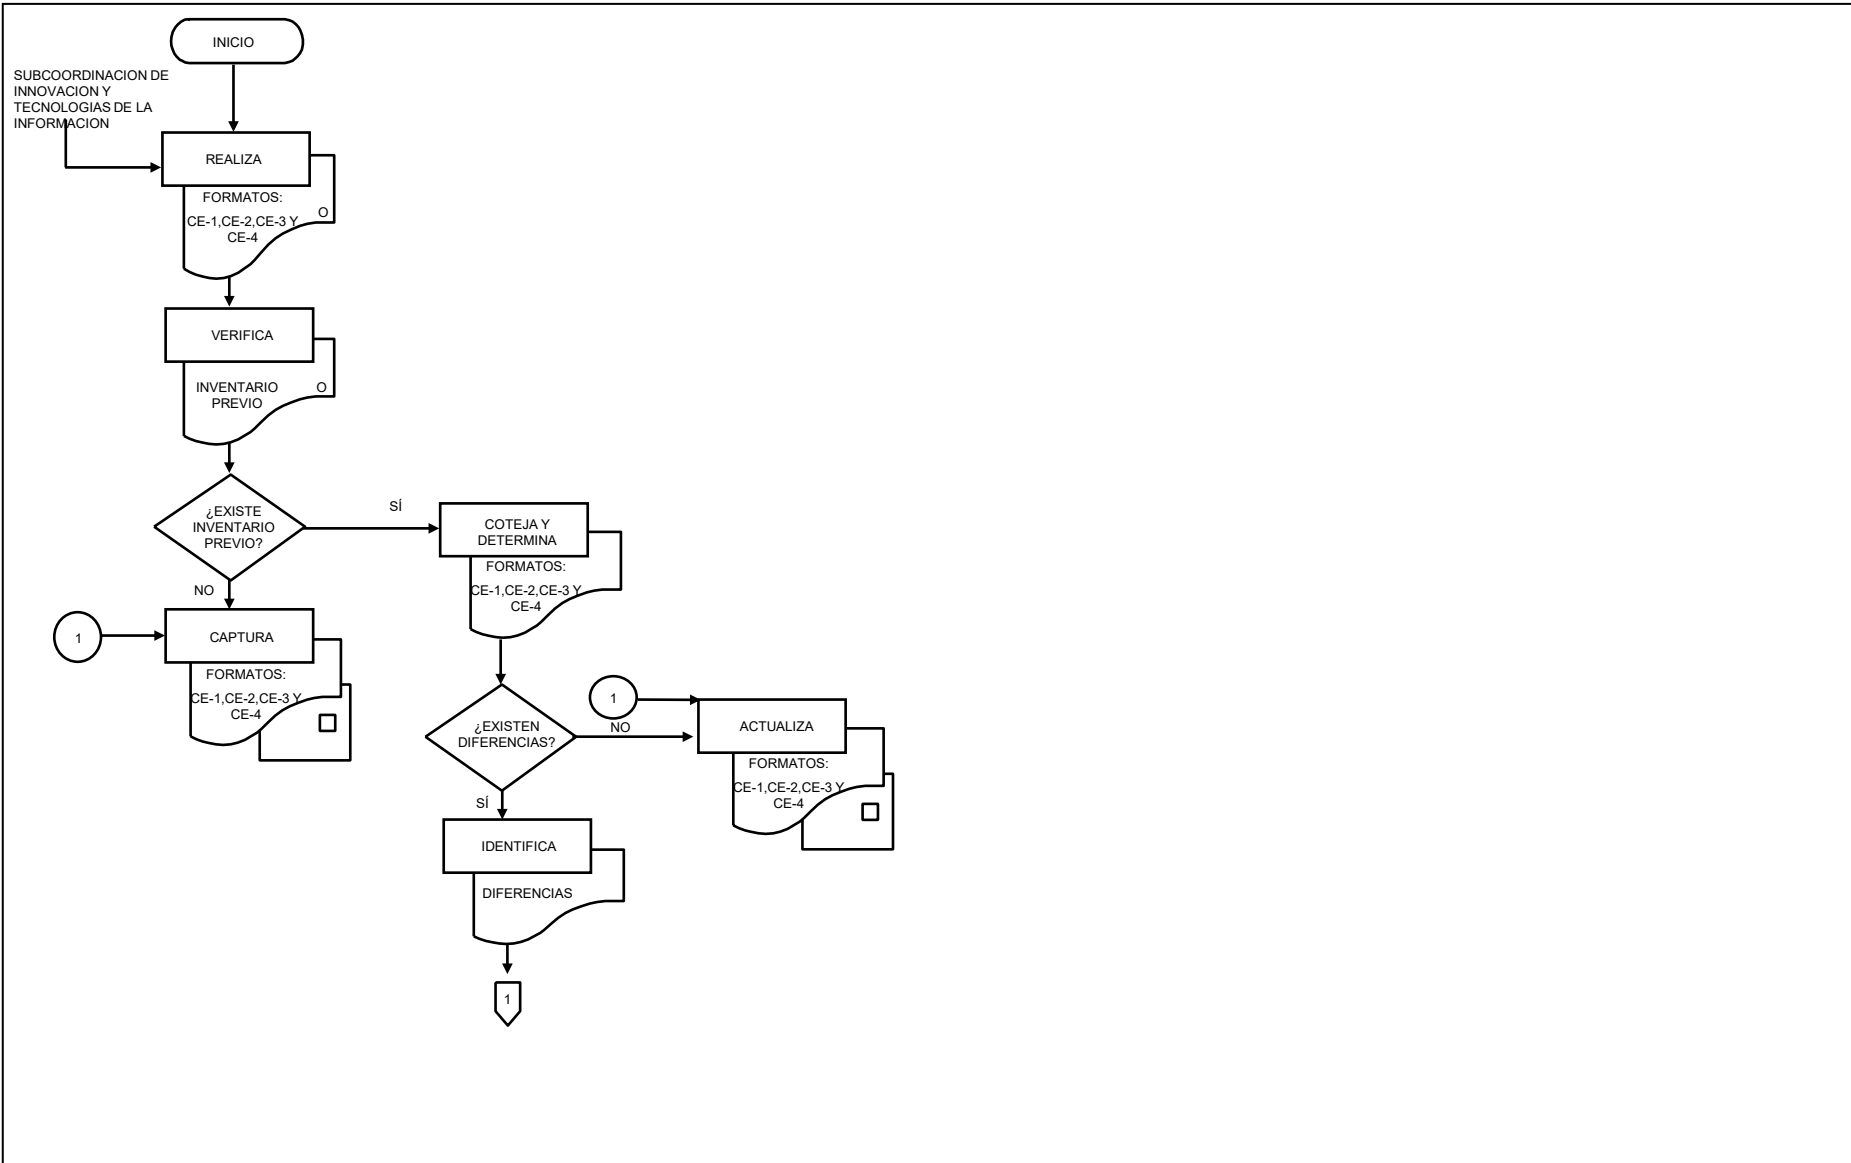 INICIO
SUBCOORDINACION DE
INNOVACION Y
TECNOLOGIAS DE LA
INFORMACION
REALIZA
FORMATOS:
O
CE-1,CE-2,CE-3 Y
CE-4
VERIFICA
INVENTARIO
PREVIO
O
¿EXISTE
INVENTARIO
PREVIO?
SÍ
COTEJA Y
DETERMINA
FORMATOS:
CE-1,CE-2,CE-3 Y
CE-4
NO
1
CAPTURA
FORMATOS:
CE-1,CE-2,CE-3 Y
CE-4
1
¿EXISTEN
DIFERENCIAS?
NO
ACTUALIZA
FORMATOS:
CE-1,CE-2,CE-3 Y
CE-4
SÍ
IDENTIFICA
DIFERENCIAS
1